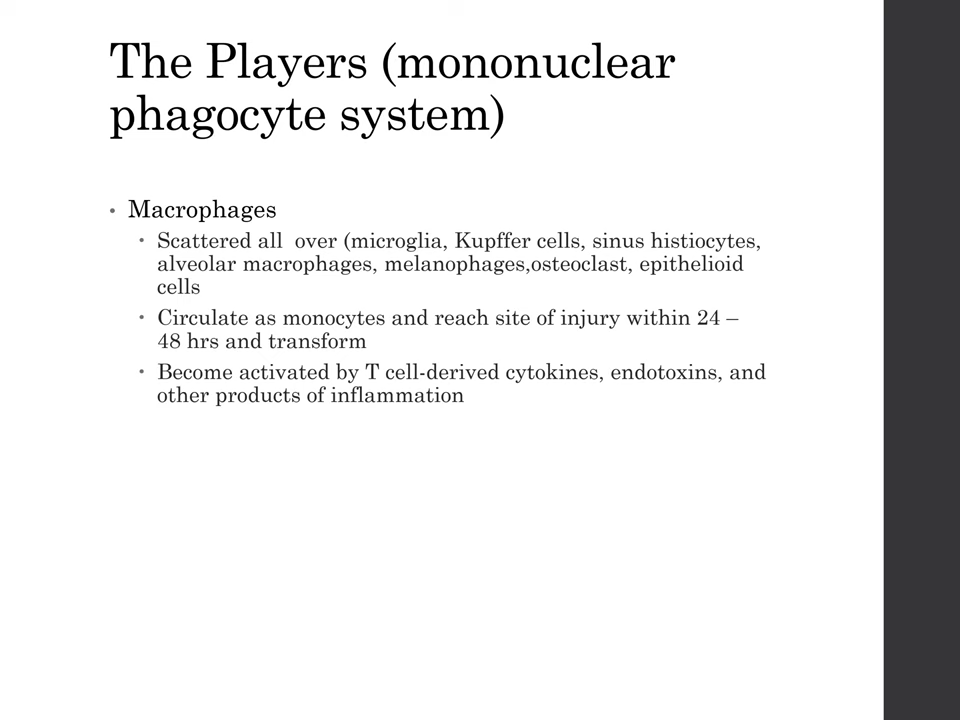 The Players (mononuclear
phagocyte system)
• Macrophages
• Scattered all  over (microglia, Kupffer cells, sinus histiocytes,
alveolar macrophages, melanophages,osteoclast, epithelioid
cells
• Circulate as monocytes and reach site of injury within 24 –
48 hrs and transform
• Become activated by T cell-derived cytokines, endotoxins, and
other products of inflammation